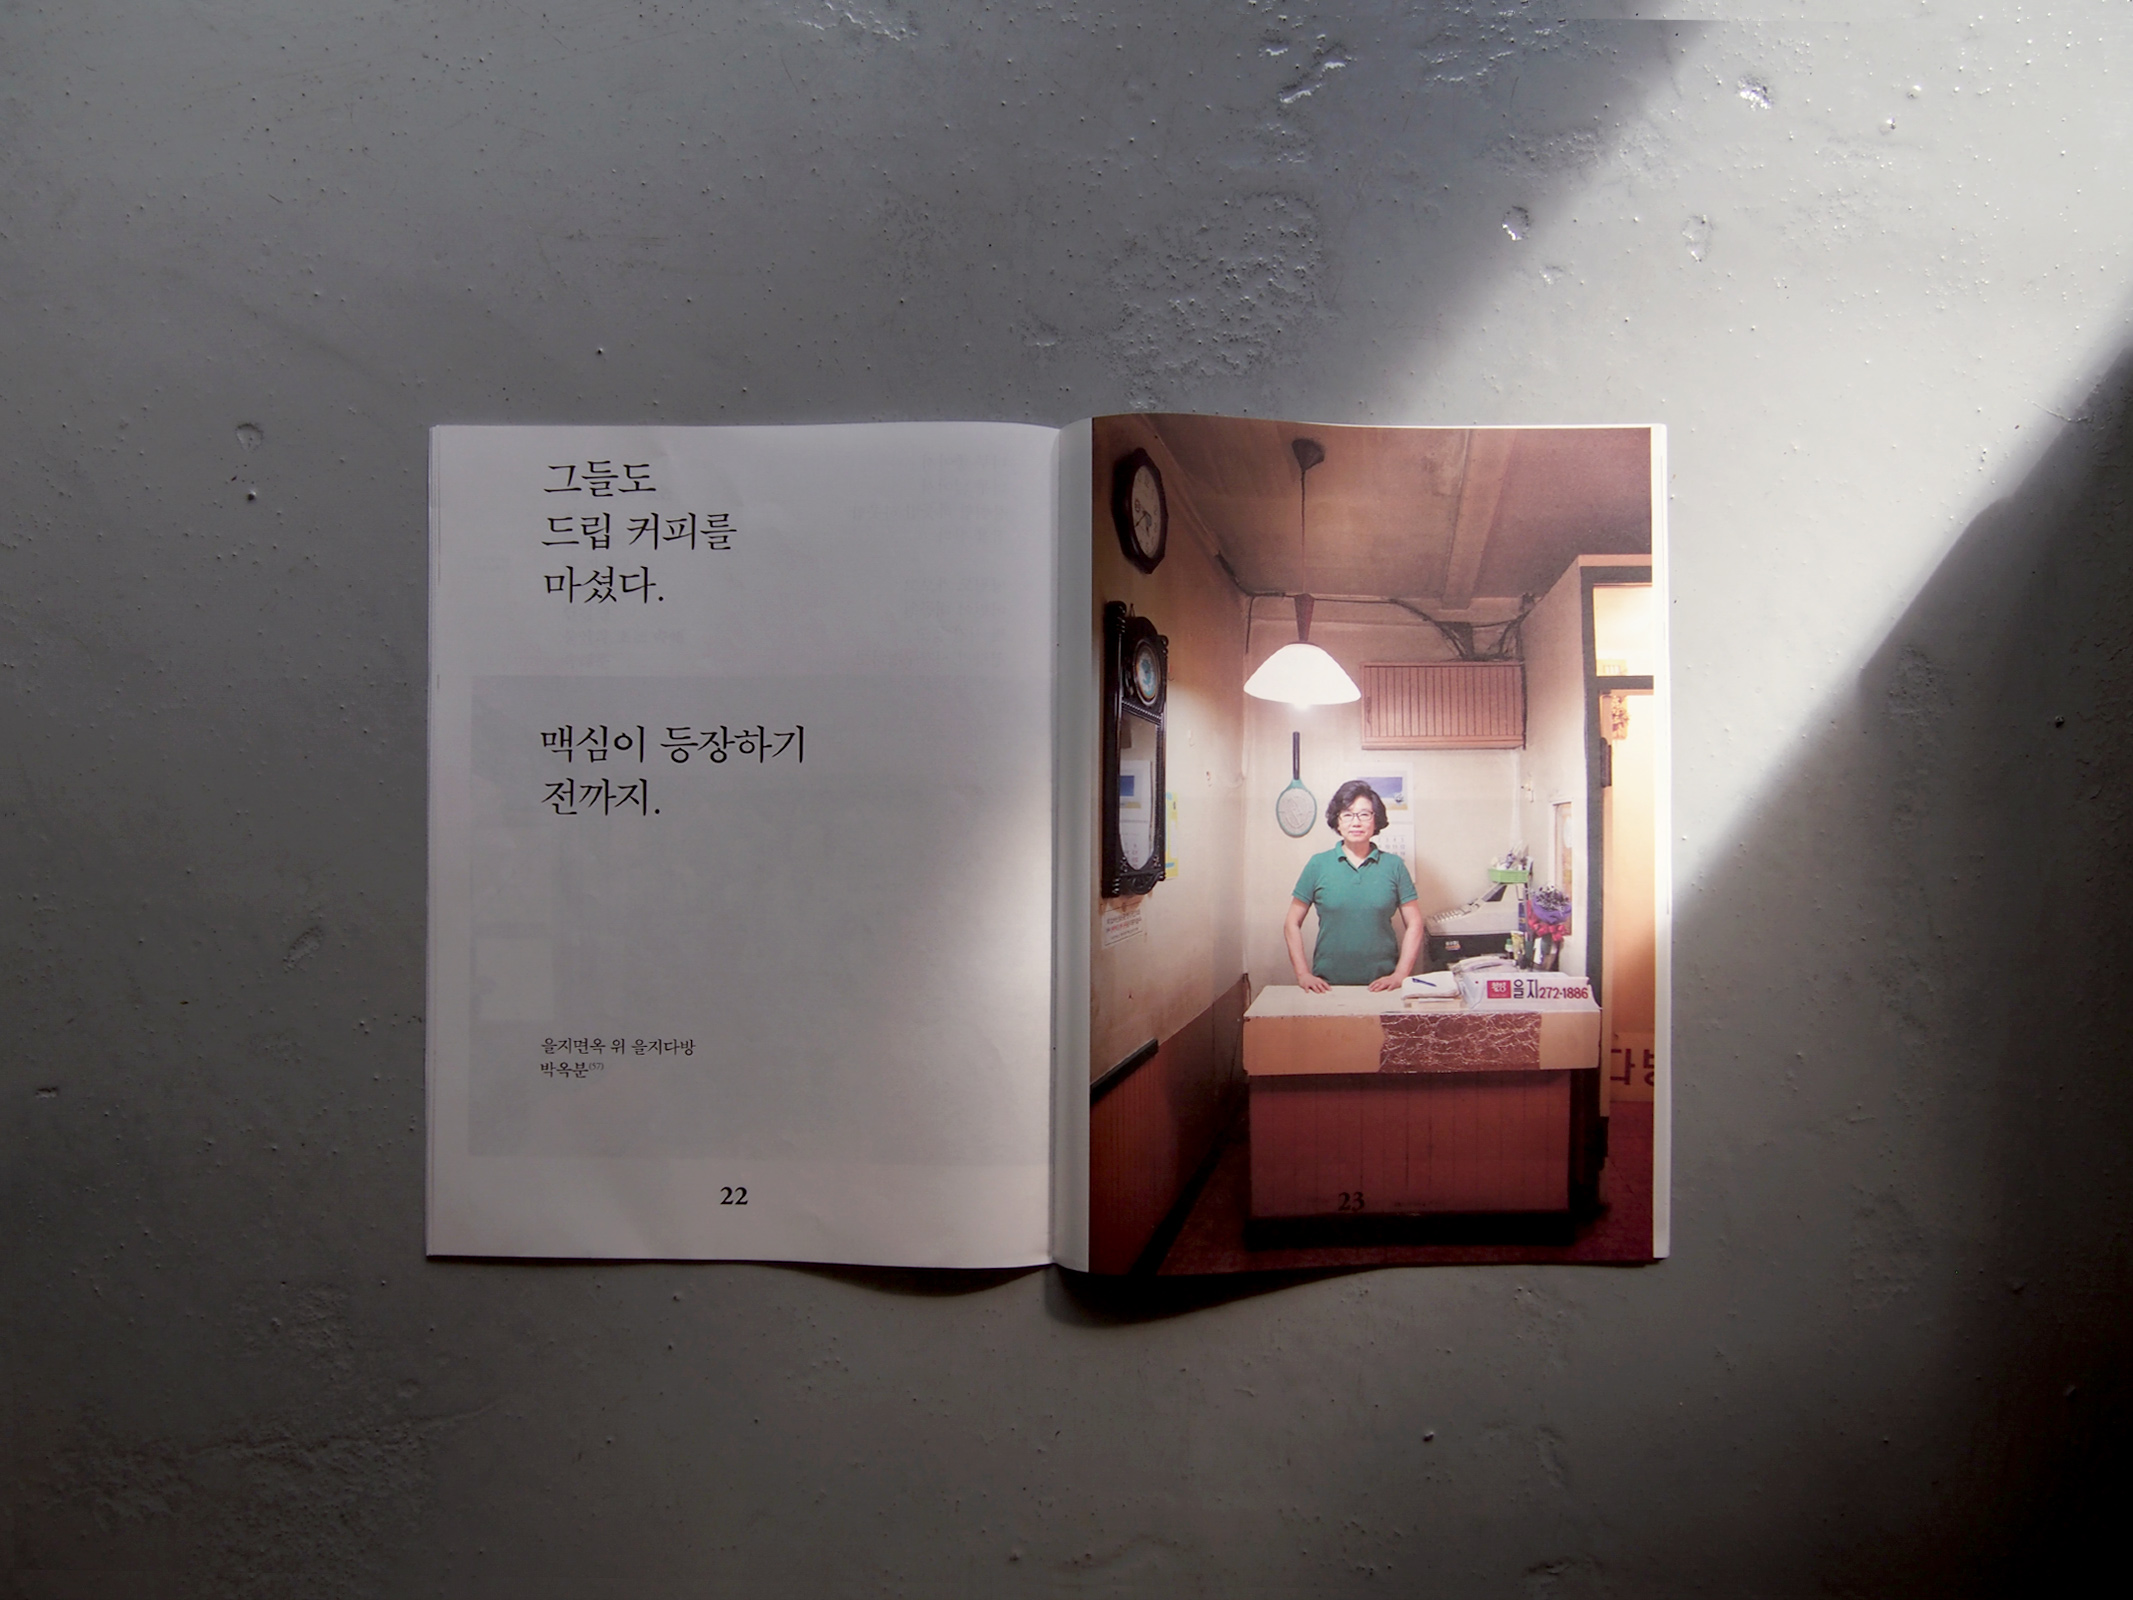 그들도
드립 커피를
마셨다.
맥심이 등장하기
전까지.
을지면옥 위 을지다방
박옥분(57)
22
을지272-1886
다방
23